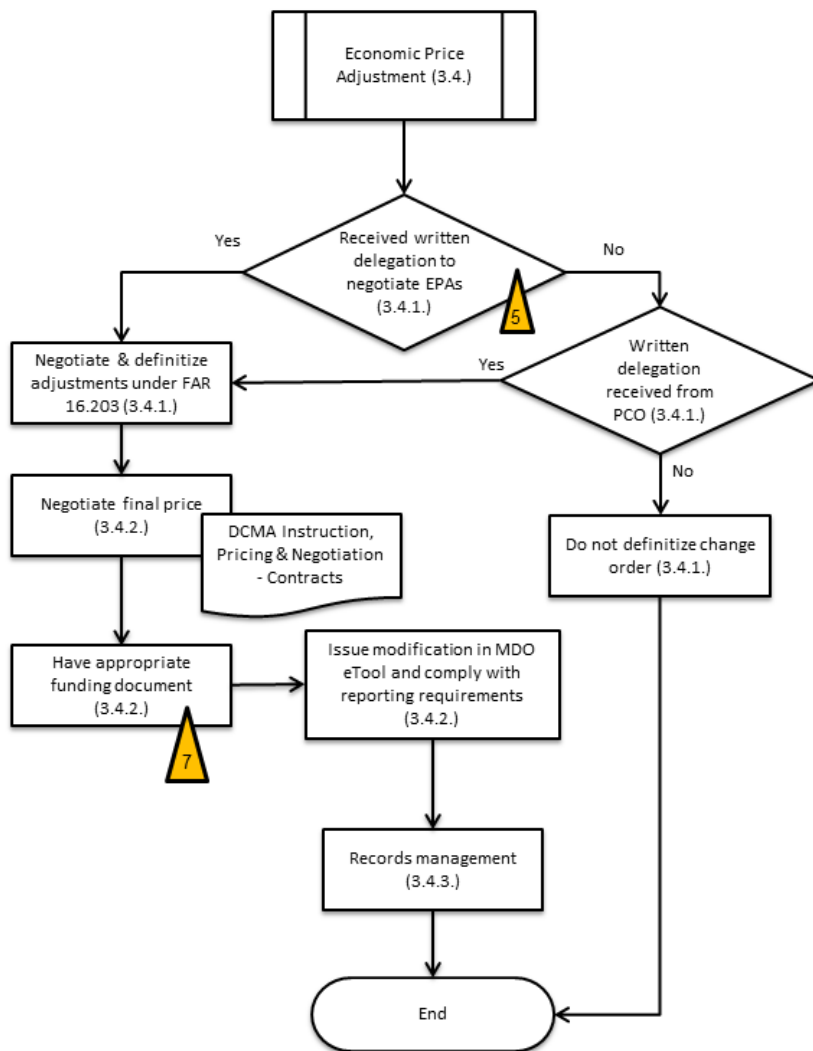 Economic Price
Adjustment (3.4.)
Yes
Received written
delegation to
negotiate EPAs
(3.4.1.)
No
5
Negotiate & definitize
adjustments under FAR
16.203 (3.4.1.)
Yes
Written
delegation
received from
PCO (3.4.1.)
No
Negotiate final price
(3.4.2.)
DCMA Instruction,
Pricing & Negotiation
- Contracts
Do not definitize change
order (3.4.1.)
Have appropriate
funding document
(3.4.2.)
7
Issue modification in MDO
eTool and comply with
reporting requirements
(3.4.2.)
Records management
(3.4.3.)
End